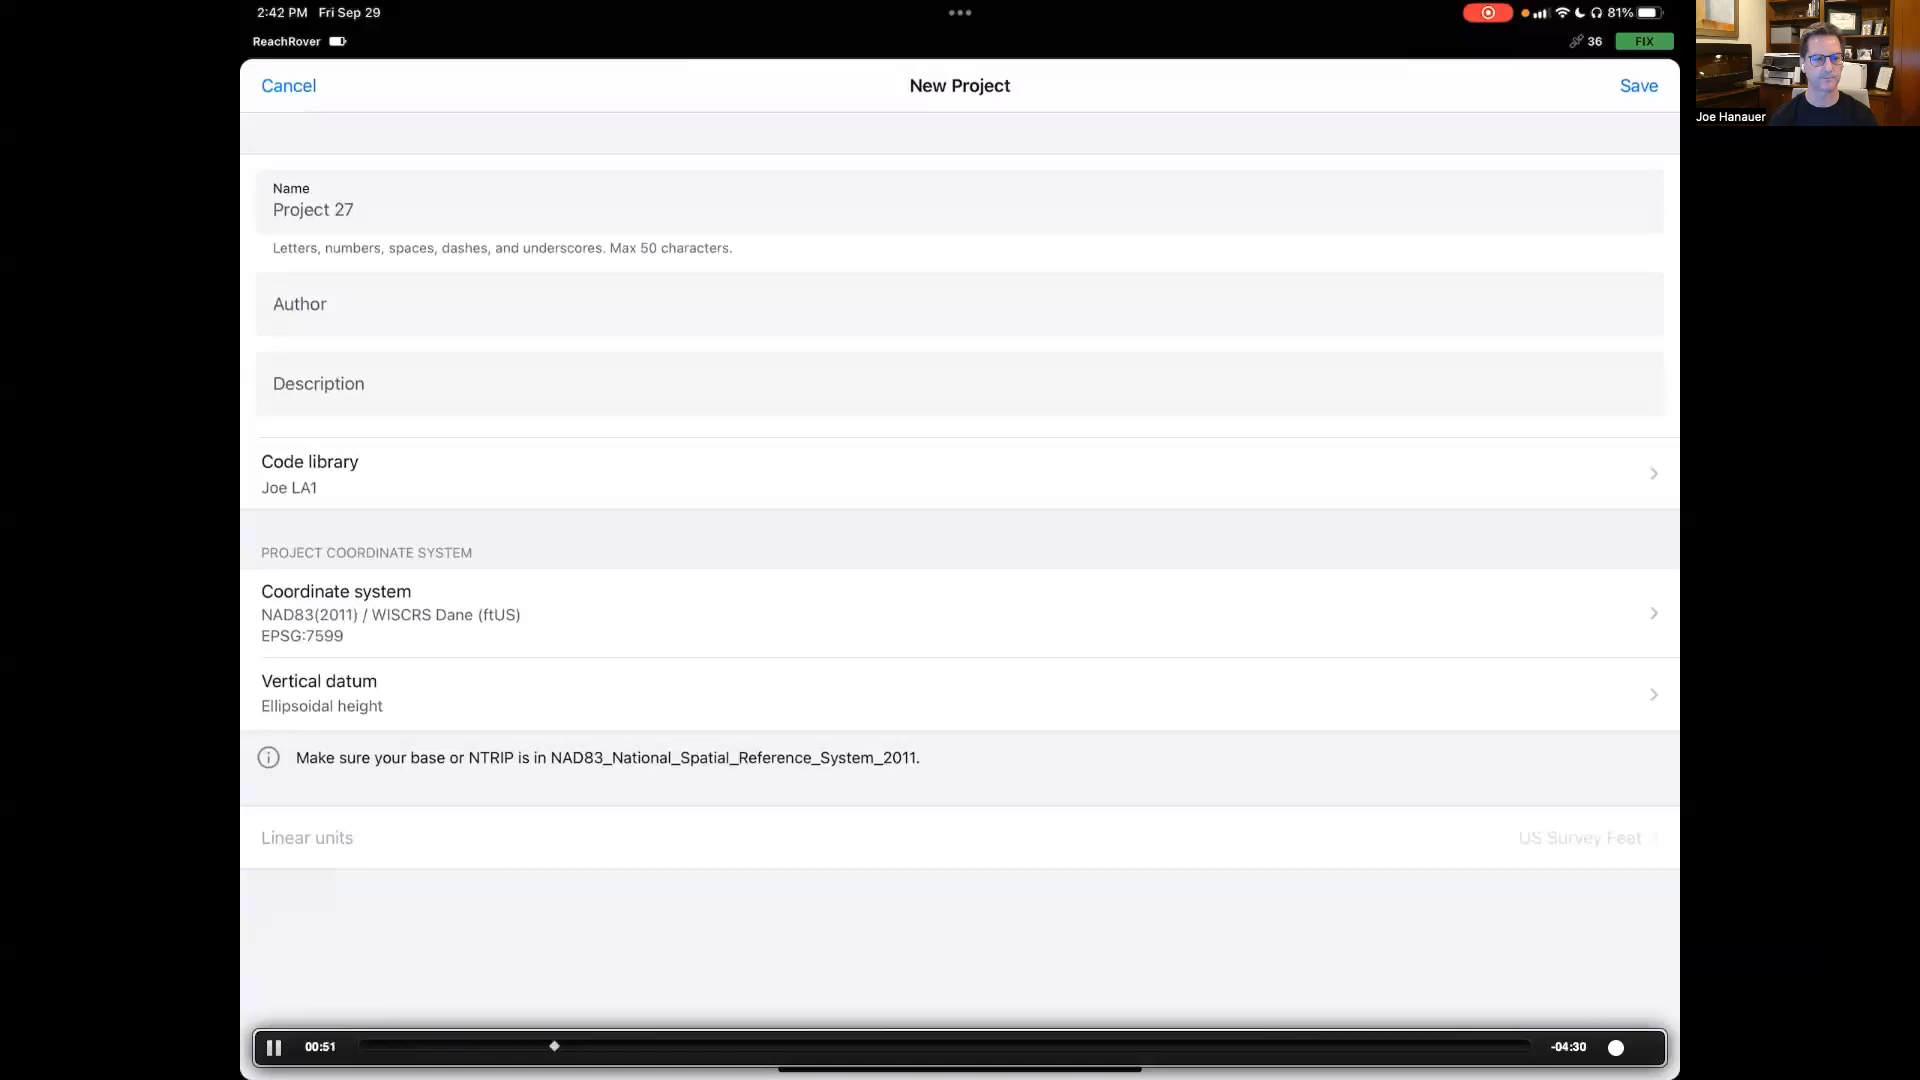 2:42 PM Fri Sep 29
81%
ReachRover
36
FIX
Joe Hanauer
Cancel
New Project
Save
Name
Project 27
Letters, numbers, spaces, dashes, and underscores. Max 50 characters.
Author
Description
Code library
Joe LA1
PROJECT COORDINATE SYSTEM
Coordinate system
NAD83(2011) / WISCRS Dane (ftUS)
EPSG:7599
Vertical datum
Ellipsoidal height
Make sure your base or NTRIP is in NAD83_National_Spatial_Reference_System_2011.
Linear units
US Survey Feet
00:51
-04:30